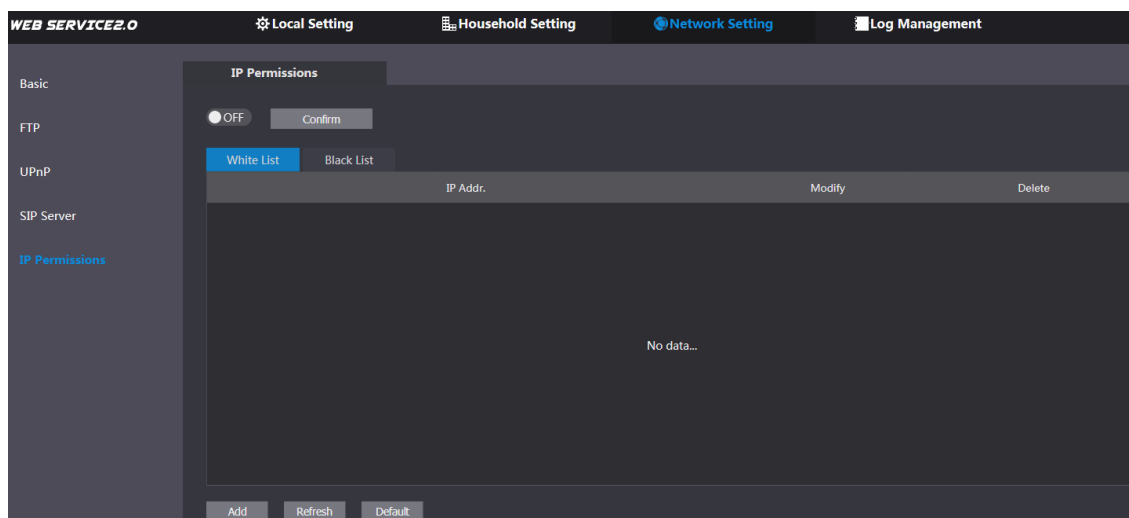 WEB SERVICE2.0 Local Setting Household Setting Network Setting Log Management
Basic
FTP
UPnP
SIP Server
IP Permissions
IP Permissions
OFF Confirm
White List Black List
IP Addr. Modify Delete
No data...
Add Refresh Default